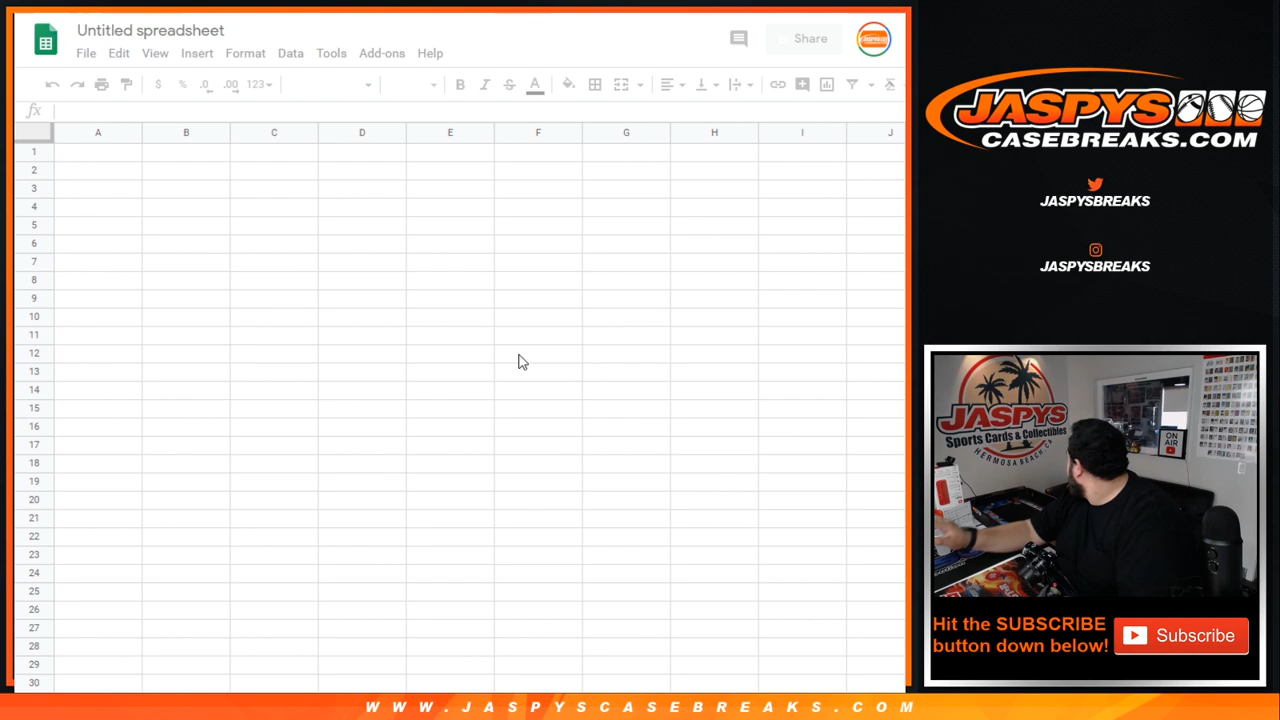 Untitled spreadsheet
File Edit View Insert Format Data Tools Add-ons Help
Share
$ % .0 .00 123
B I S A
fx
A B C D E F G H I J
1
2
3
4
5
6
7
8
9
10
11
12
13
14
15
16
17
18
19
20
21
22
23
24
25
26
27
28
29
30
JASPYS
CASEBREAKS.COM
JASPYSBREAKS
JASPYSBREAKS
JASPYS
Sports Cards & Collectibles
HERMOSA BEACH, CA
ON
AIR
Hit the SUBSCRIBE
button down below!
Subscribe
WWW.JASPYSCASEBREAKS.COM